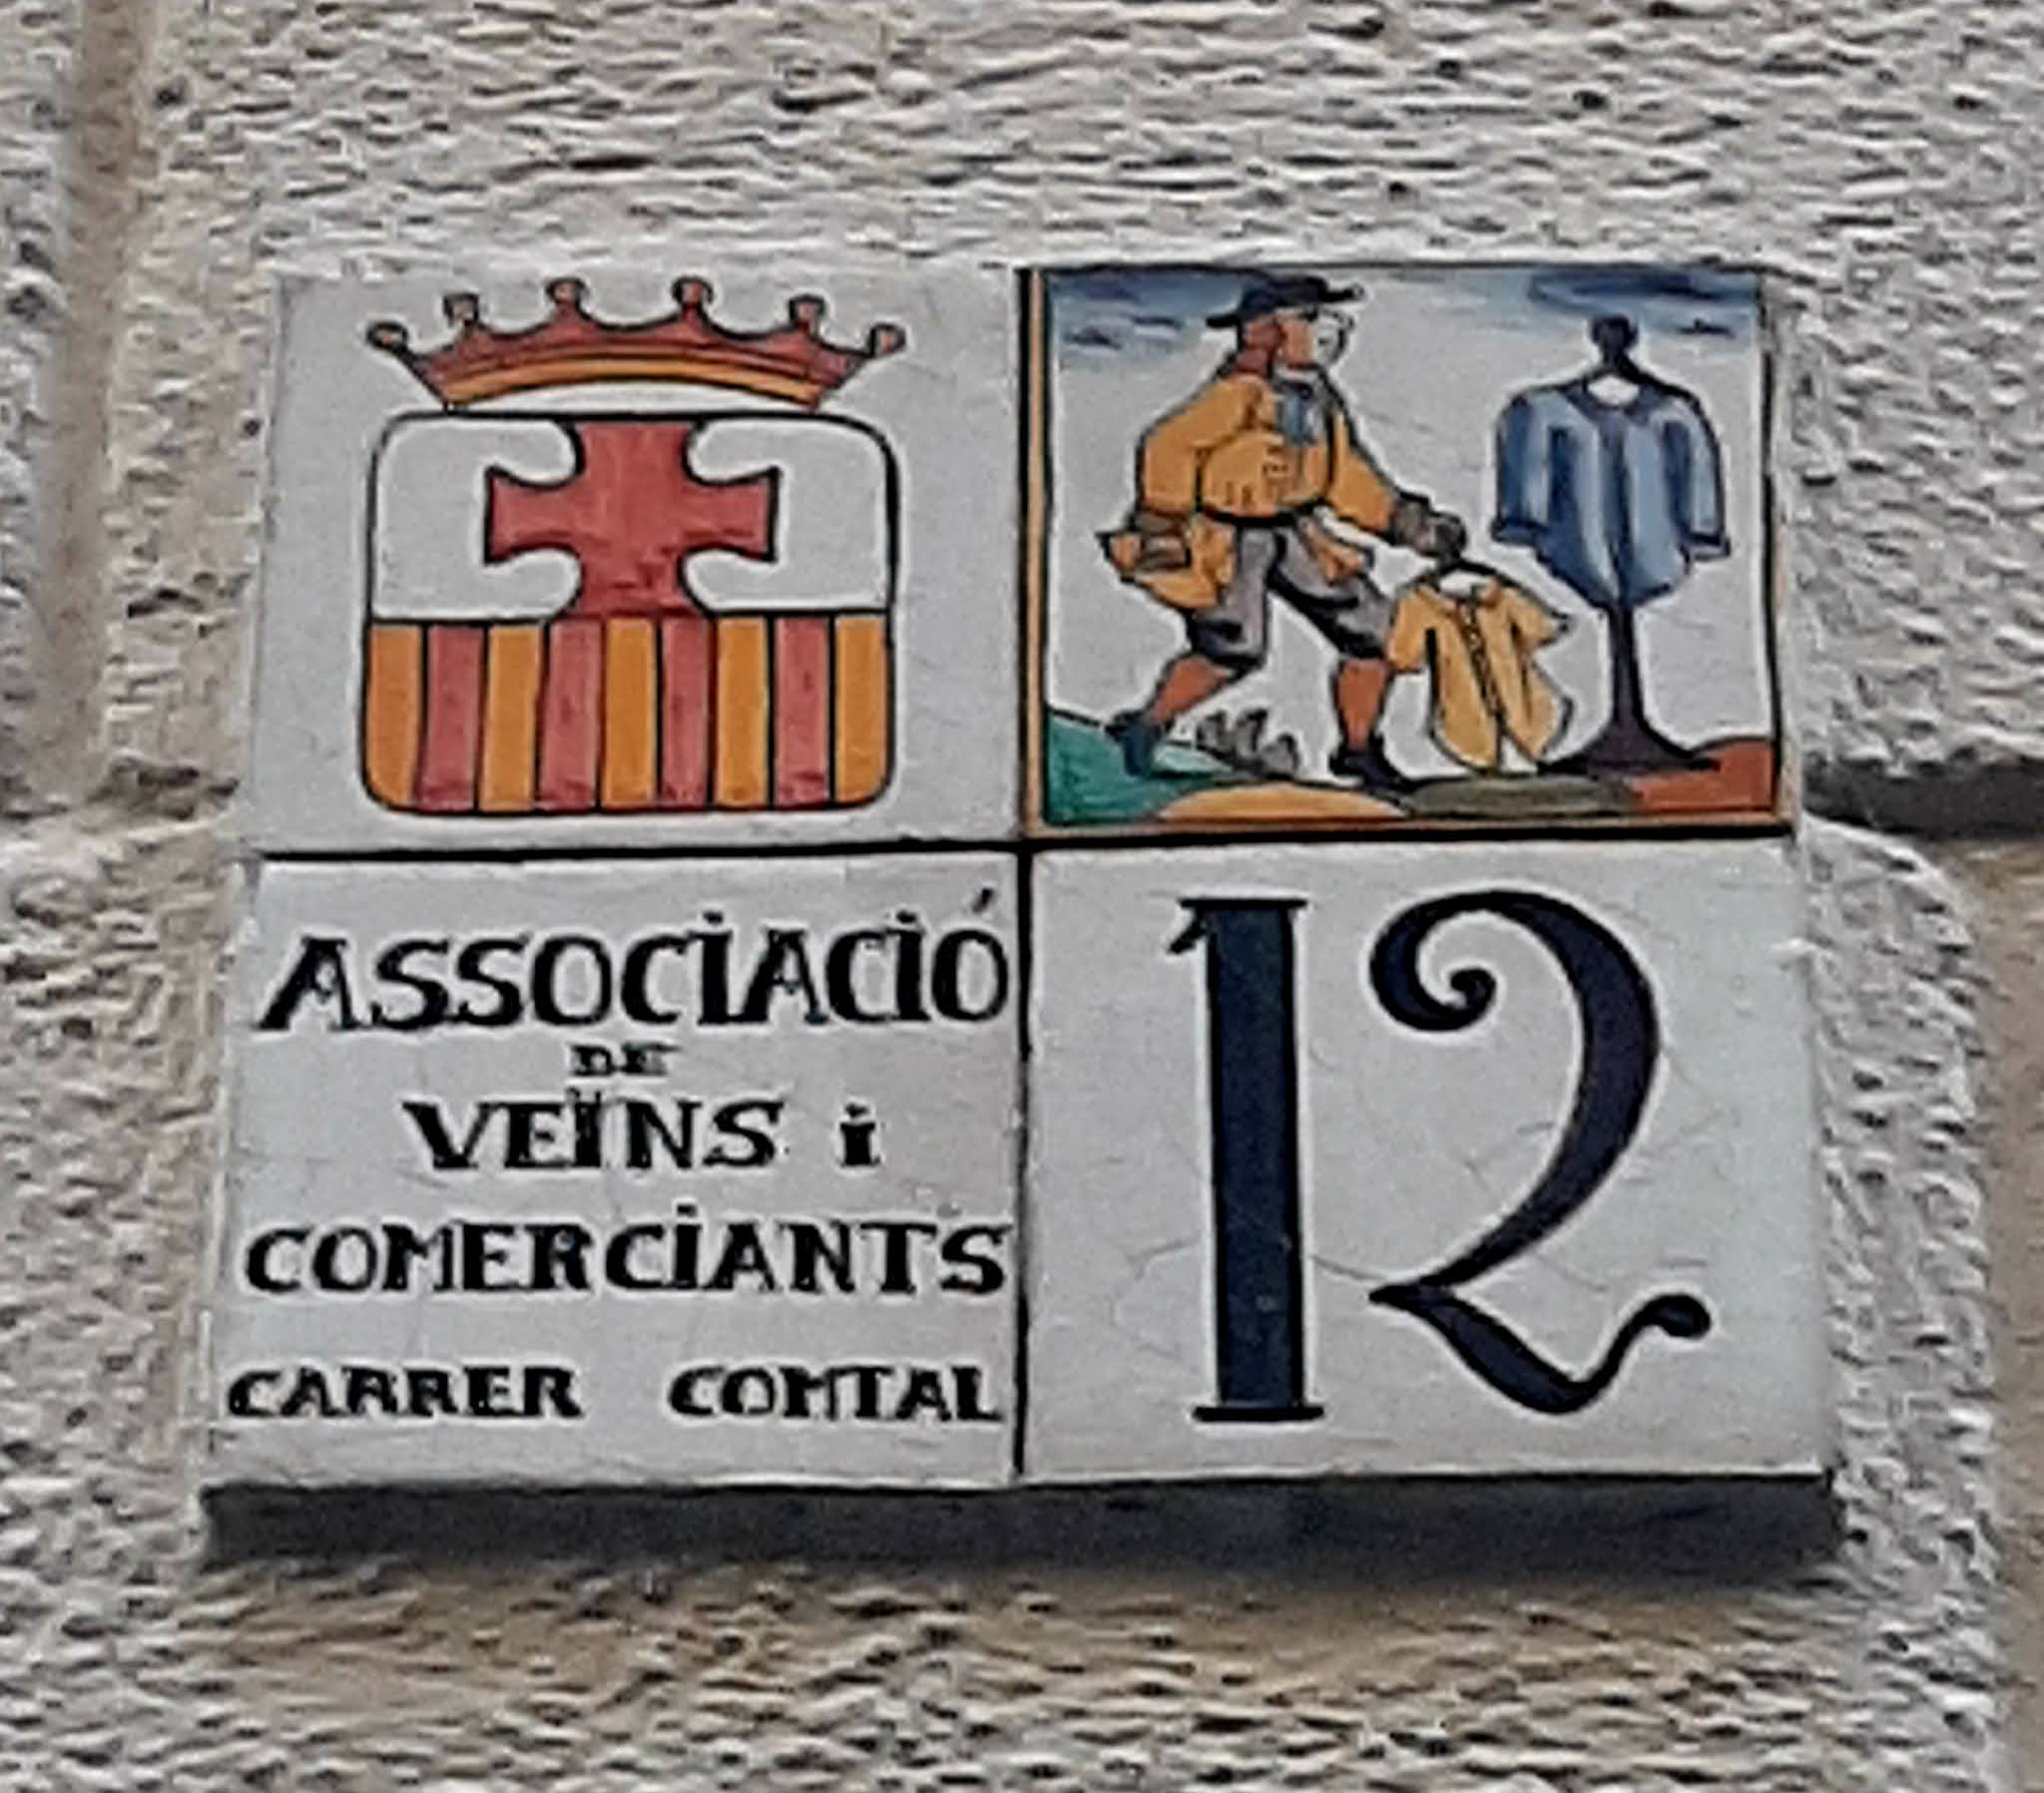 ASSOCIACIÓ
DE
VEÏNS i
COMERCIANTS
CARRER COMTAL
12